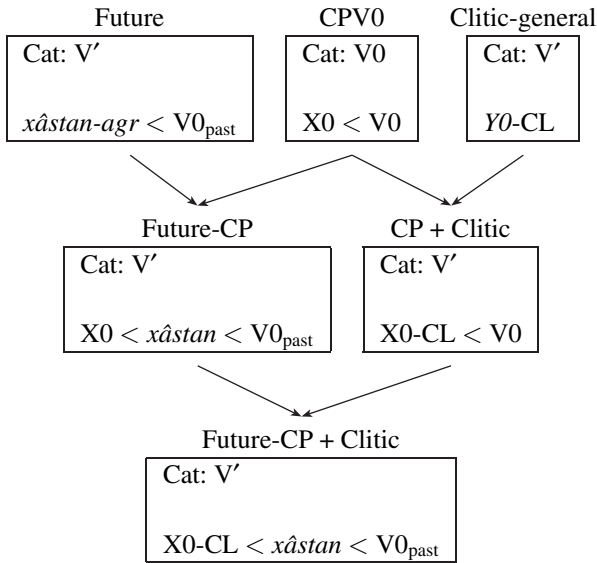 Future CPV0 Clitic-general
Cat: V′ Cat: V0 Cat: V′
xâstan-agr < V0past X0 < V0 Y0-CL
Future-CP CP + Clitic
Cat: V′ Cat: V′
X0 < xâstan < V0past X0-CL < V0
Future-CP + Clitic
Cat: V′
X0-CL < xâstan < V0past